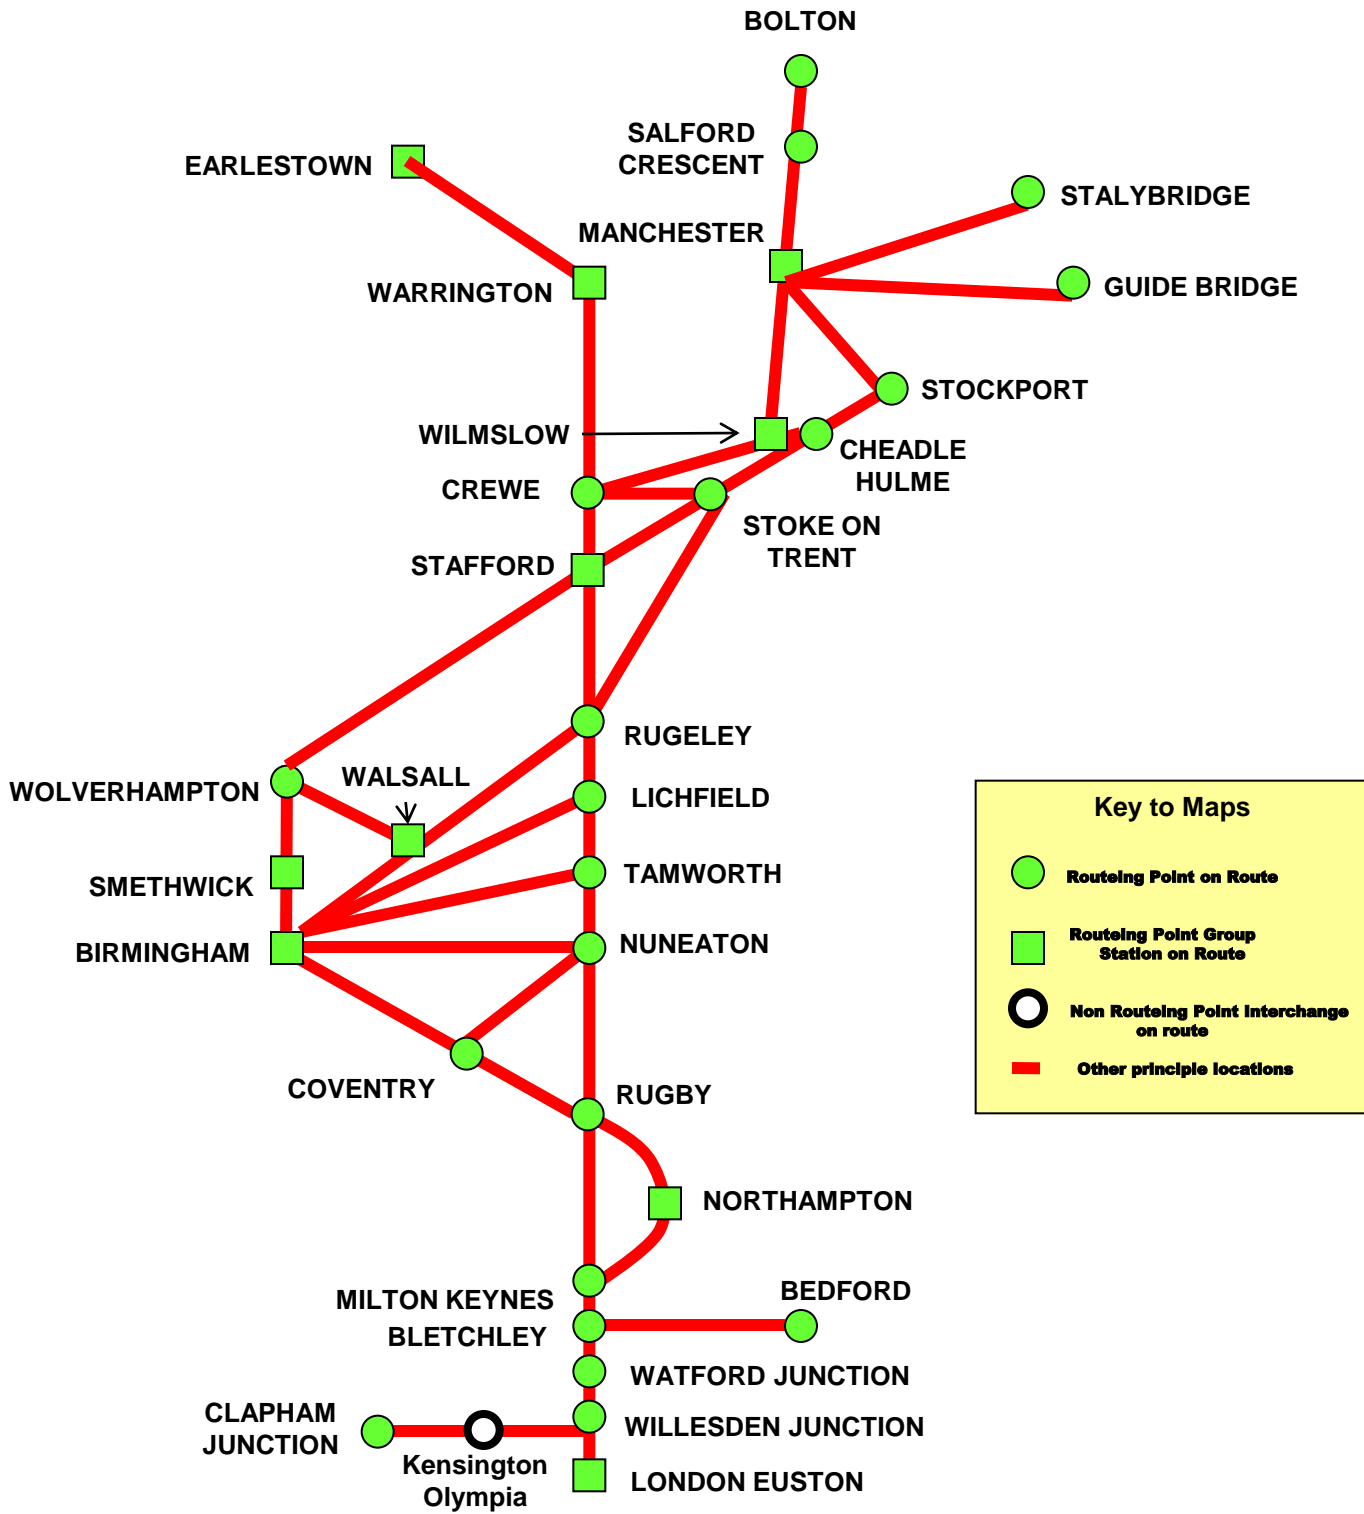 BOLTON
SALFORD
CRESCENT
EARLESTOWN
STALYBRIDGE
MANCHESTER
GUIDE BRIDGE
WARRINGTON
STOCKPORT
WILMSLOW
CHEADLE
HULME
CREWE
STOKE ON
TRENT
STAFFORD
RUGELEY
WALSALL
WOLVERHAMPTON
LICHFIELD
TAMWORTH
SMETHWICK
BIRMINGHAM
NUNEATON
COVENTRY
RUGBY
NORTHAMPTON
MILTON KEYNES
BEDFORD
BLETCHLEY
WATFORD JUNCTION
CLAPHAM
JUNCTION
WILLESDEN JUNCTION
Kensington
Olympia
LONDON EUSTON
Key to Maps
Routeing Point on Route
Routeing Point Group
Station on Route
Non Routeing Point Interchange
on route
Other principle locations